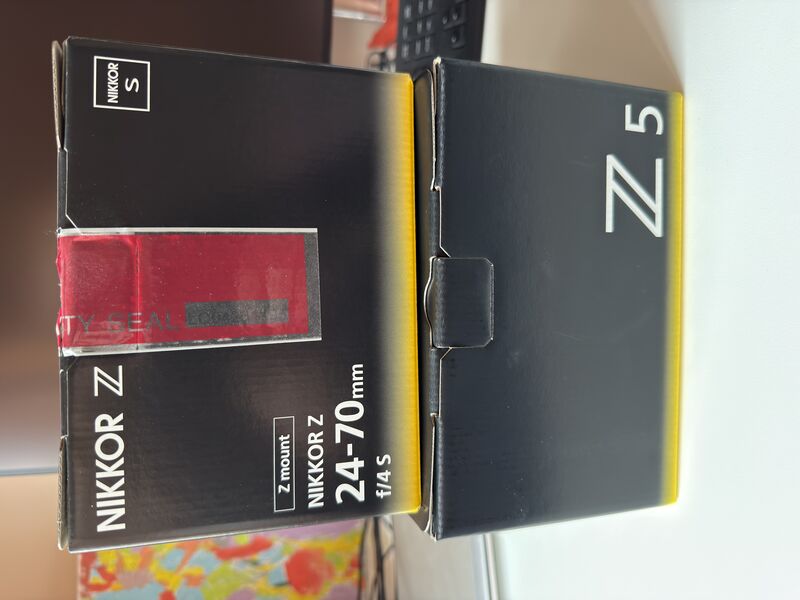 NIKKOR
S
TY SEAL
NIKKOR Z
Z mount
NIKKOR Z
24-70mm
f/4 S
Z 5